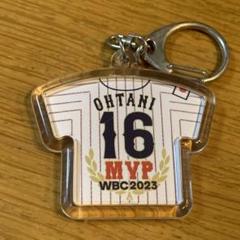 OHTANI
16
MVP
WBC2023